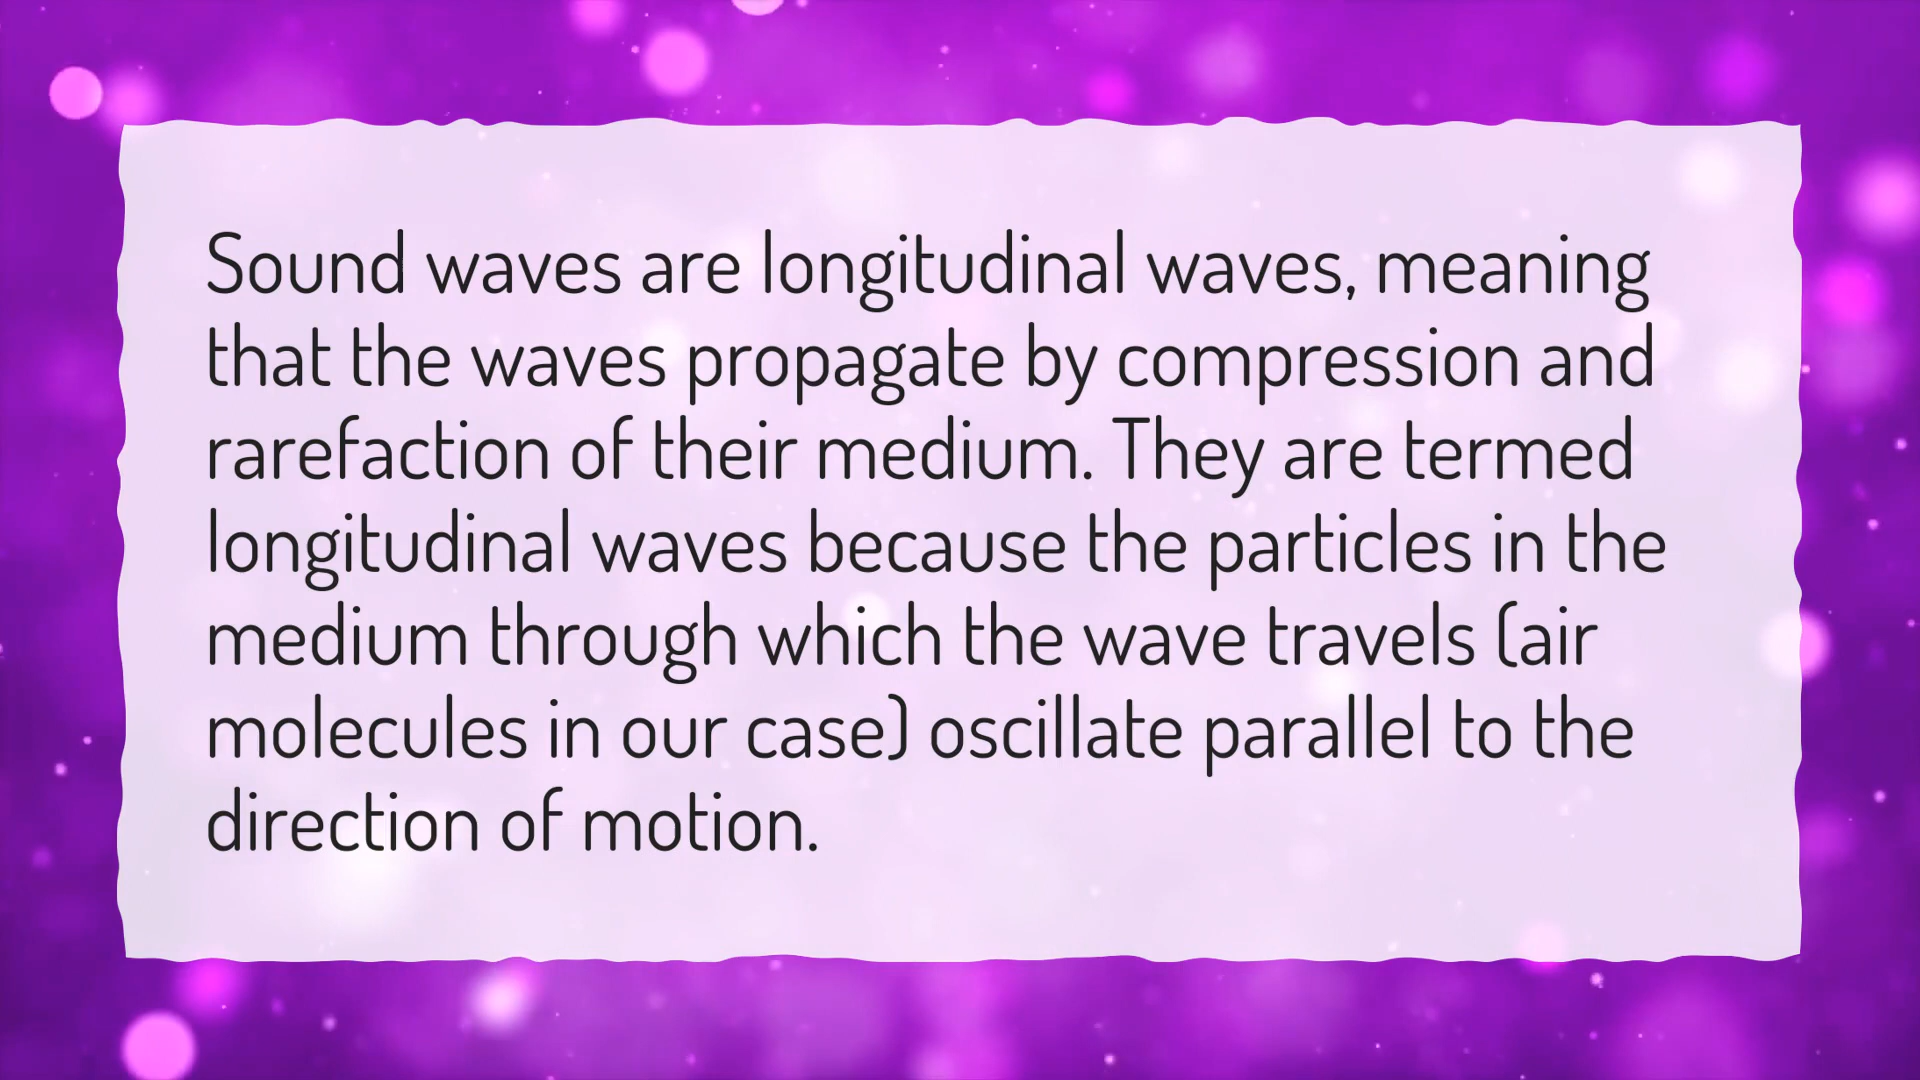 Sound waves are longitudinal waves, meaning
that the waves propagate by compression and
rarefaction of their medium. They are termed
longitudinal waves because the particles in the
medium through which the wave travels (air
molecules in our case) oscillate parallel to the
direction of motion.